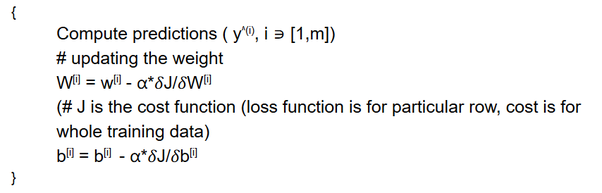 {
Compute predictions ( y^(i), i ∍ [1,m])
# updating the weight
W[i] = w[i] - α*δJ/δW[i]
(# J is the cost function (loss function is for particular row, cost is for
whole training data)
b[i] = b[i] - α*δJ/δb[i]
}